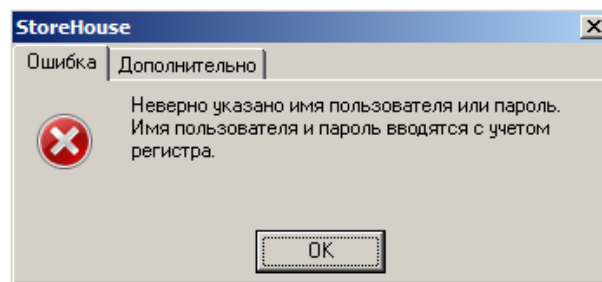 StoreHouse
Ошибка Дополнительно
Неверно указано имя пользователя или пароль.
Имя пользователя и пароль вводятся с учетом
регистра.
OK